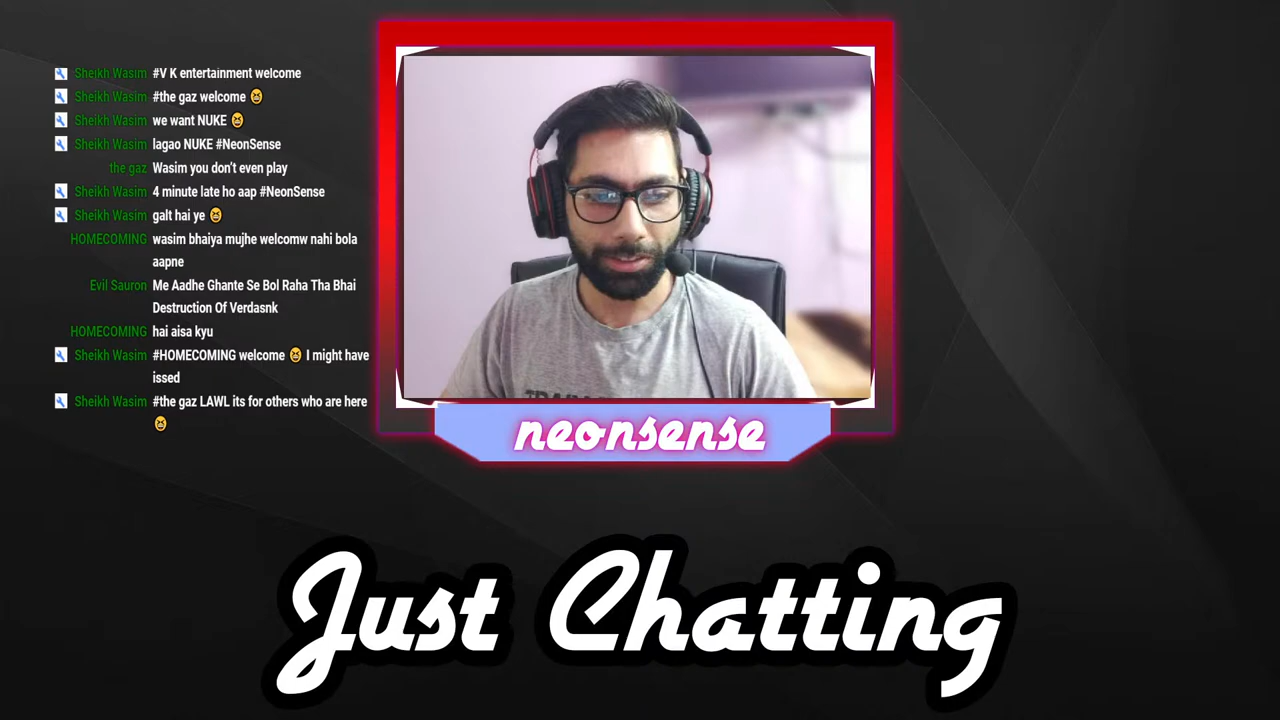 Sheikh Wasim #V K entertainment welcome
Sheikh Wasim #the gaz welcome 😆
Sheikh Wasim we want NUKE 😆
Sheikh Wasim lagao NUKE #NeonSense
the gaz Wasim you don't even play
Sheikh Wasim 4 minute late ho aap #NeonSense
Sheikh Wasim galt hai ye 😆
HOMECOMING wasim bhaiya mujhe welcomw nahi bola
aapne
Evil Sauron Me Aadhe Ghante Se Bol Raha Tha Bhai
Destruction Of Verdasnk
HOMECOMING hai aisa kyu
Sheikh Wasim #HOMECOMING welcome 😆 I might have
issed
Sheikh Wasim #the gaz LAWL its for others who are here
😆
neonsense
Just Chatting